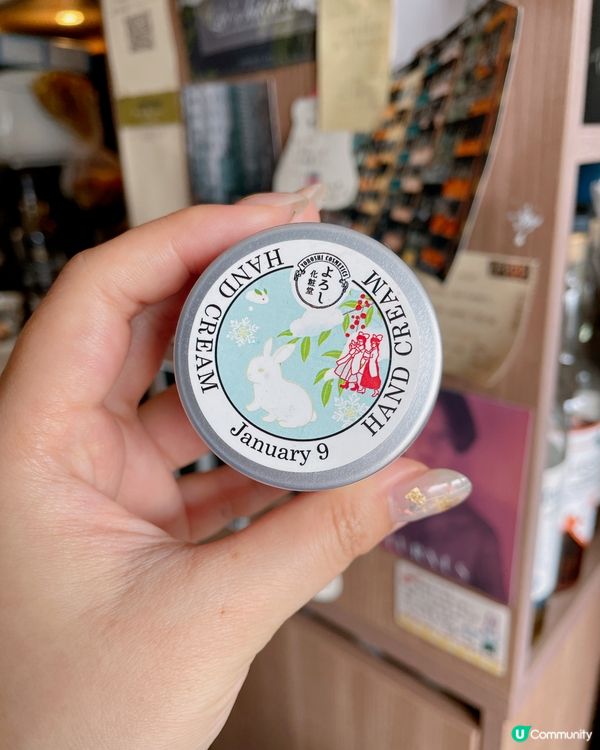 YOROSHI COSMETICS
よろし
化粧堂
HAND CREAM
HAND CREAM
January 9
U Community